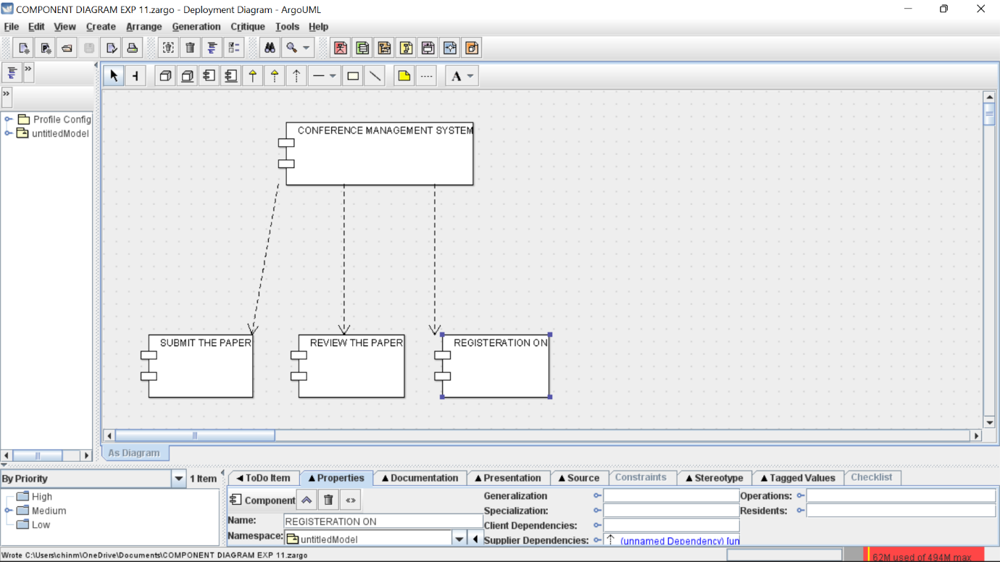 COMPONENT DIAGRAM EXP 11.zargo - Deployment Diagram - ArgoUML
File Edit View Create Arrange Generation Critique Tools Help
A
Profile Config
untitledModel
CONFERENCE MANAGEMENT SYSTEM
SUBMIT THE PAPER
REVIEW THE PAPER
REGISTERATION ON
As Diagram
By Priority
1 Item
High
Medium
Low
ToDo Item Properties Documentation Presentation Source Constraints Stereotype Tagged Values Checklist
Component
Name: REGISTERATION ON
Namespace: untitledModel
Generalization
Specialization:
Client Dependencies:
Supplier Dependencies: (unnamed Dependency) [un
Operations:
Residents:
Wrote C:\Users\chinm\OneDrive\Documents\COMPONENT DIAGRAM EXP 11.zargo
62M used of 494M max